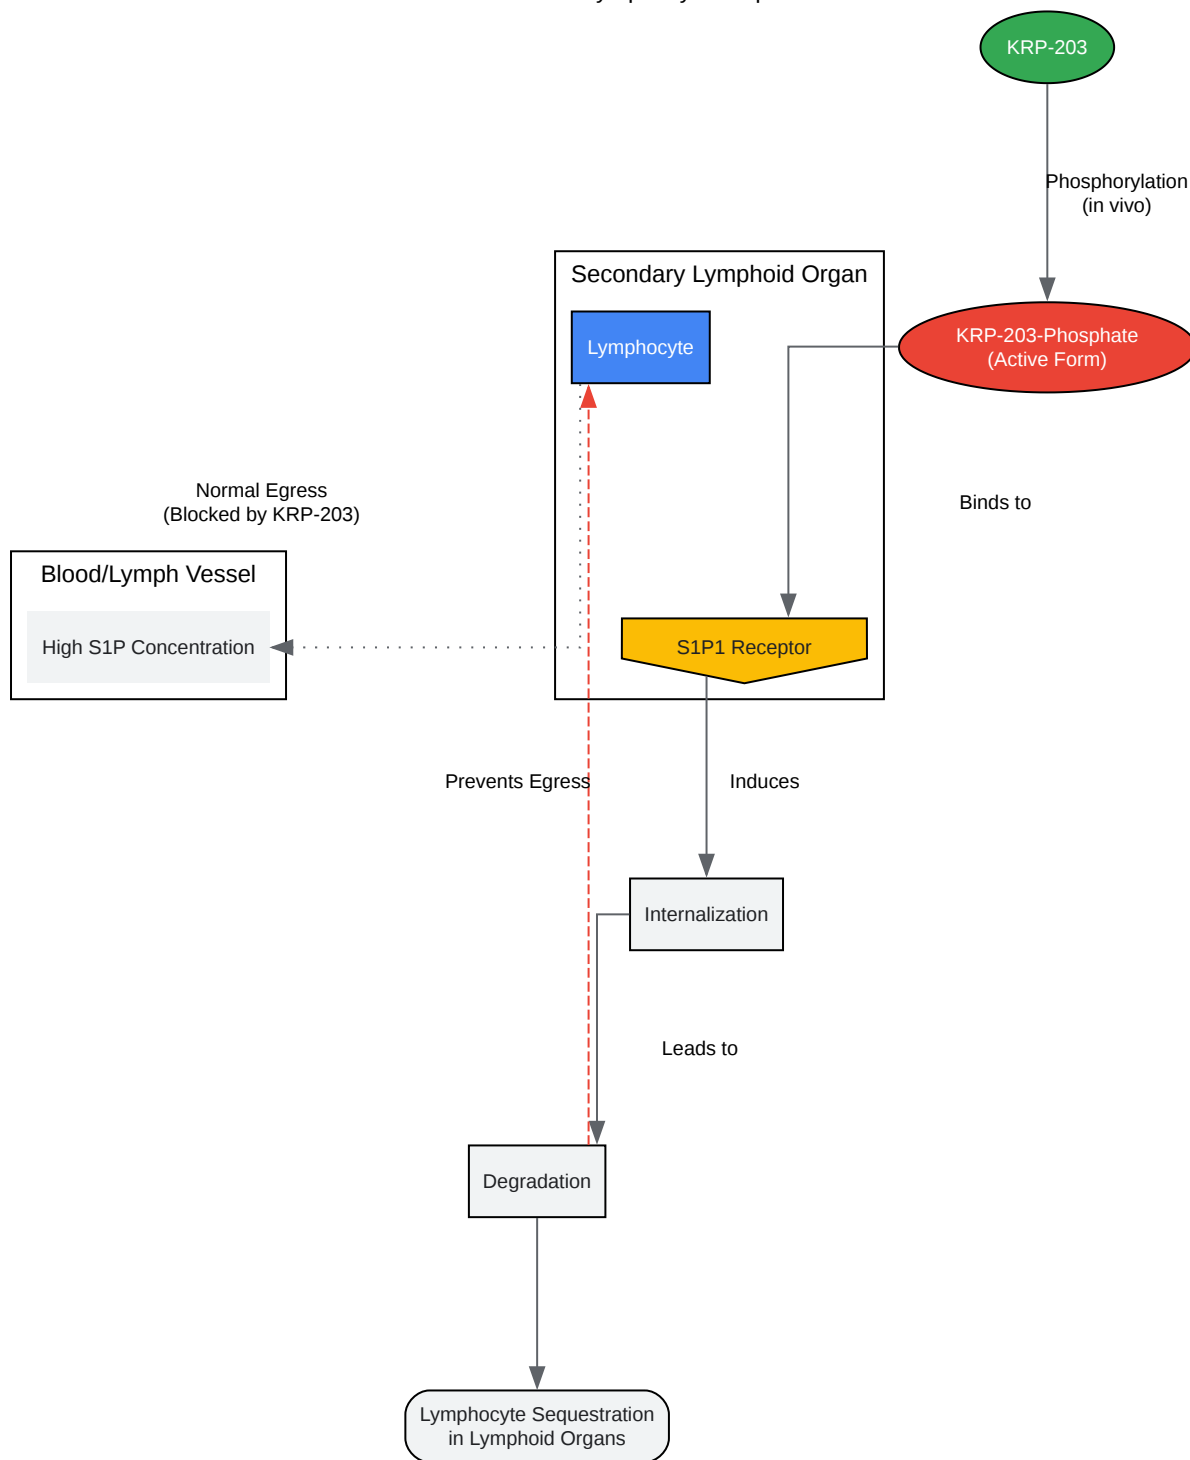 KRP-203
Phosphorylation
(in vivo)
Secondary Lymphoid Organ
Lymphocyte
KRP-203-Phosphate
(Active Form)
Normal Egress
(Blocked by KRP-203)
Binds to
Blood/Lymph Vessel
High S1P Concentration
S1P1 Receptor
Prevents Egress
Induces
Internalization
Leads to
Degradation
Lymphocyte Sequestration
in Lymphoid Organs